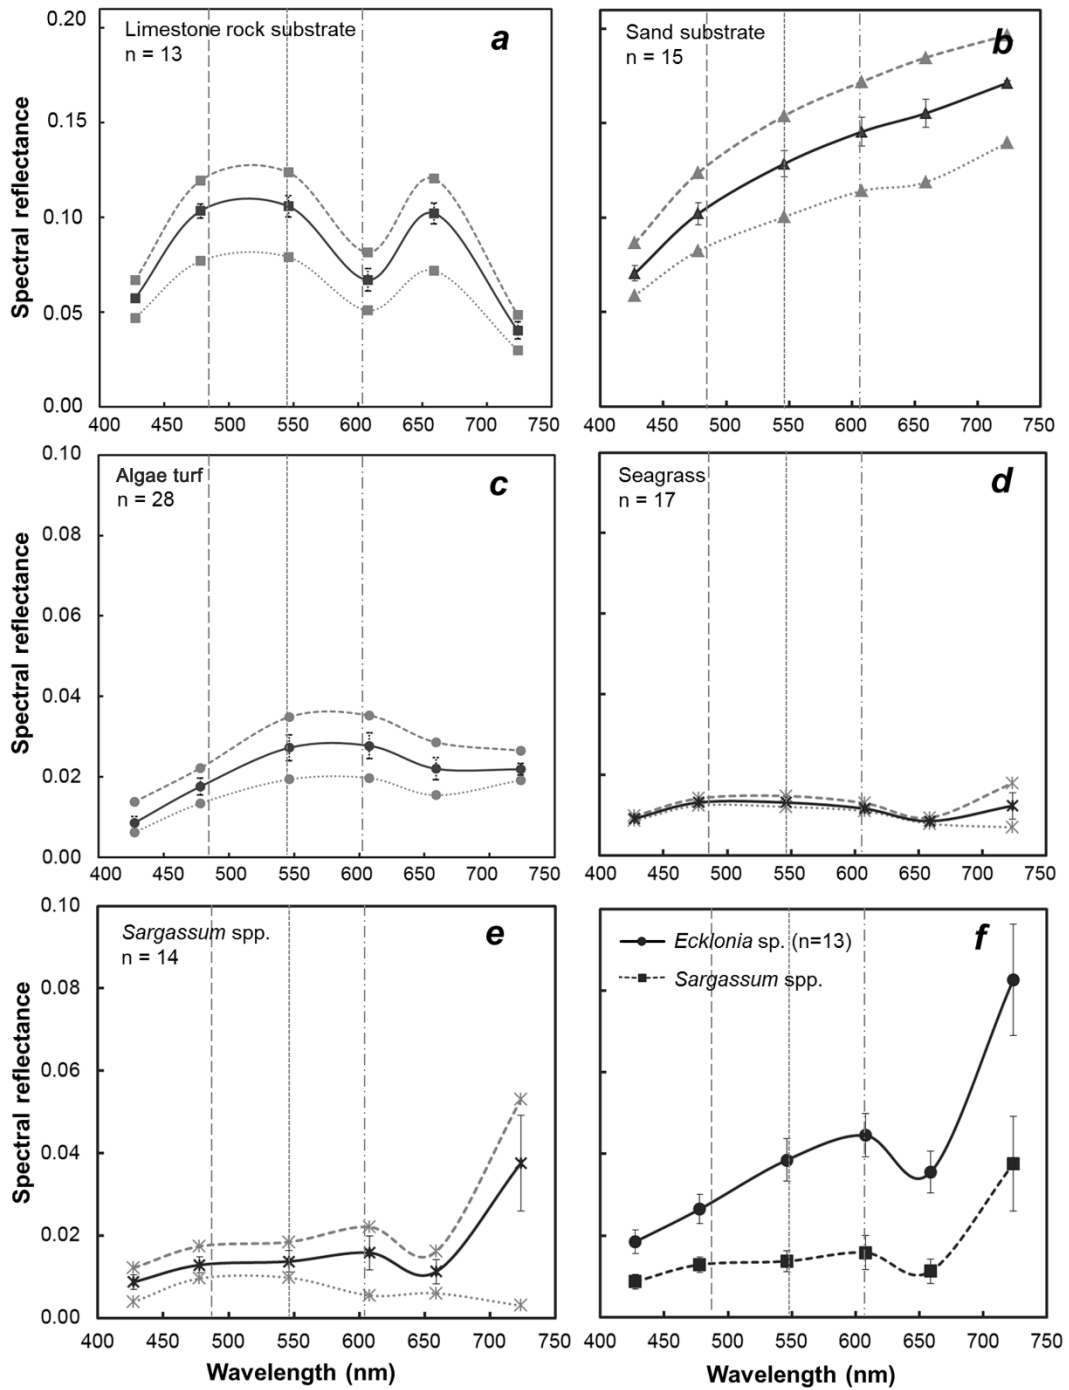 Limestone rock substrate
n = 13
a
Spectral reflectance
0.20
0.15
0.10
0.05
0.00
400 450 500 550 600 650 700 750
Sand substrate
n = 15
b
400 450 500 550 600 650 700 750
Algae turf
n = 28
c
Spectral reflectance
0.10
0.08
0.06
0.04
0.02
0.00
400 450 500 550 600 650 700 750
Seagrass
n = 17
d
400 450 500 550 600 650 700 750
Sargassum spp.
n = 14
e
Spectral reflectance
0.10
0.08
0.06
0.04
0.02
0.00
400 450 500 550 600 650 700 750
Wavelength (nm)
Ecklonia sp. (n=13)
Sargassum spp.
f
400 450 500 550 600 650 700 750
Wavelength (nm)